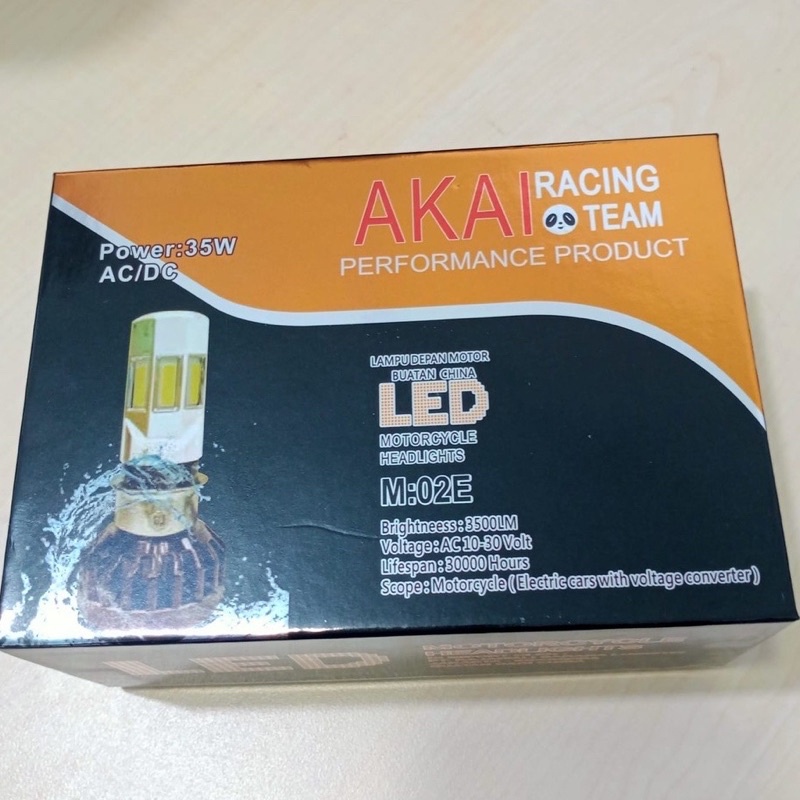 AKAI RACING
TEAM
PERFORMANCE PRODUCT
Power:35W
AC/DC
LAMPU DEPAN MOTOR
BUATAN CHINA
LED
MOTORCYCLE
HEADLIGHTS
M:02E
Brightneess : 3500LM
Voltage : AC 10-30 Volt
Lifespan : 30000 Hours
Scope : Motorcycle ( Electric cars with voltage converter )
LED